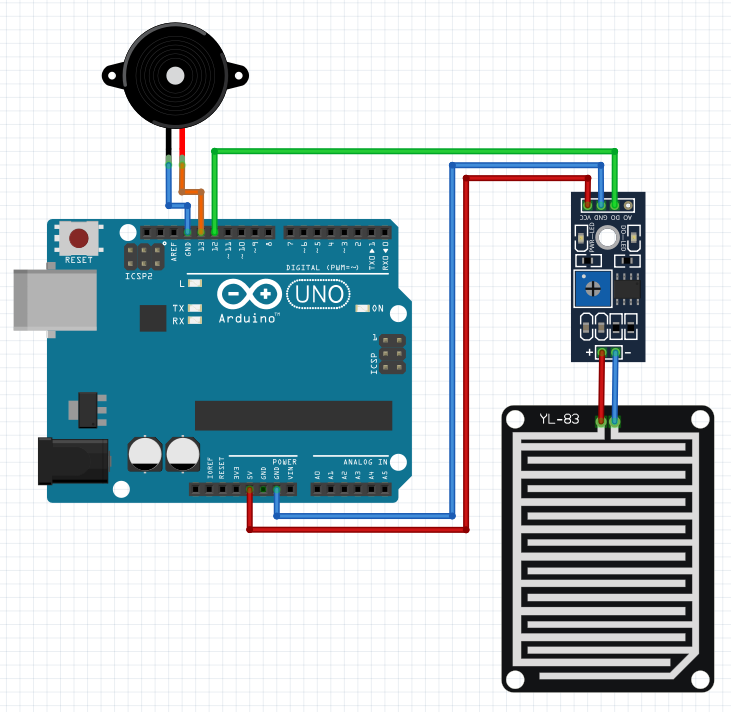 VCC
GND
DO
AO
PWR-LED
DO-LED
RESET
ICSP2
AREF
GND
13
12
~11
~10
~9
8
7
~6
~5
4
~3
2
TX0▶1
RX0◀0
DIGITAL (PWM=~)
L
TX
RX
UNO
ON
Arduino™
1
ICSP
+ -
YL-83
POWER
ANALOG IN
IOREF
RESET
3V3
5V
GND
GND
VIN
A0
A1
A2
A3
A4
A5